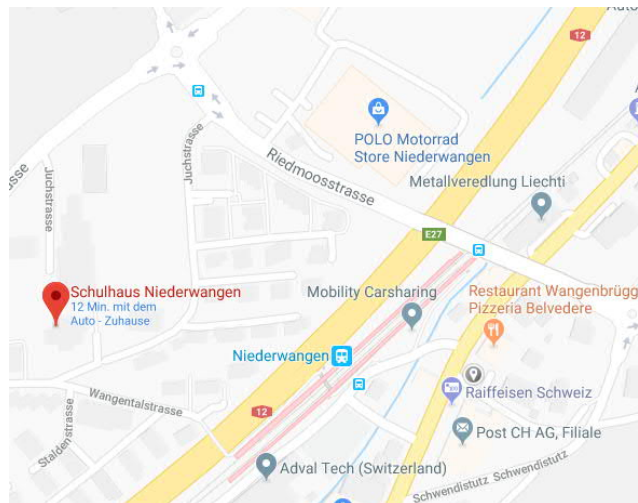 12
POLO Motorrad
Store Niederwangen
Juchstrasse
Juchstrasse
Riedmoosstrasse
Metallveredlung Liechti
E27
Schulhaus Niederwangen
12 Min. mit dem
Auto - Zuhause
Mobility Carsharing
Restaurant Wangenbrügg
Pizzeria Belvedere
Niederwangen
Wangentalstrasse
Raiffeisen Schweiz
12
Staldenstrasse
Post CH AG, Filiale
Adval Tech (Switzerland)
Schwendistutz
Schwendistutz